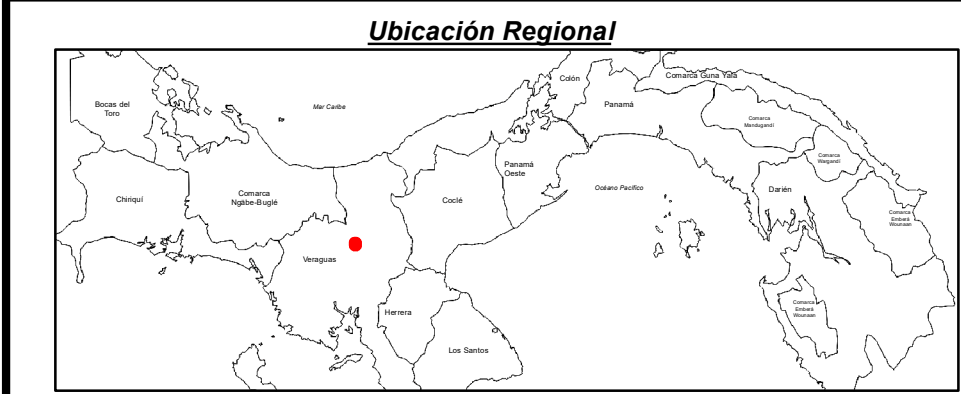 Ubicación Regional
Colón
Comarca Guna Yala
Bocas del
Toro
Mar Caribe
Panamá
Comarca
Madugandí
Comarca
Wargandí
Panamá
Oeste
Chiriquí
Comarca
Ngäbe-Buglé
Coclé
Océano Pacífico
Darién
Comarca
Emberá
Wounaan
Veraguas
Herrera
Comarca
Emberá
Wounaan
Los Santos